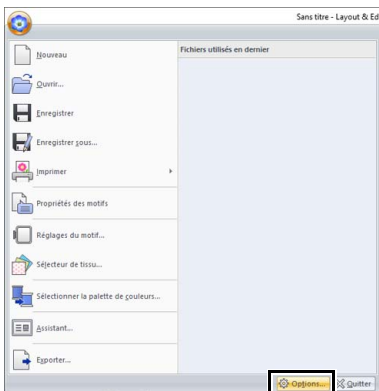 Sans titre - Layout & Ed
Nouveau
Fichiers utilisés en dernier
Ouvrir...
Enregistrer
Enregistrer sous...
Imprimer
Propriétés des motifs
Réglages du motif...
Sélecteur de tissu...
Sélectionner la palette de couleurs...
Assistant...
Exporter...
Options...
Quitter